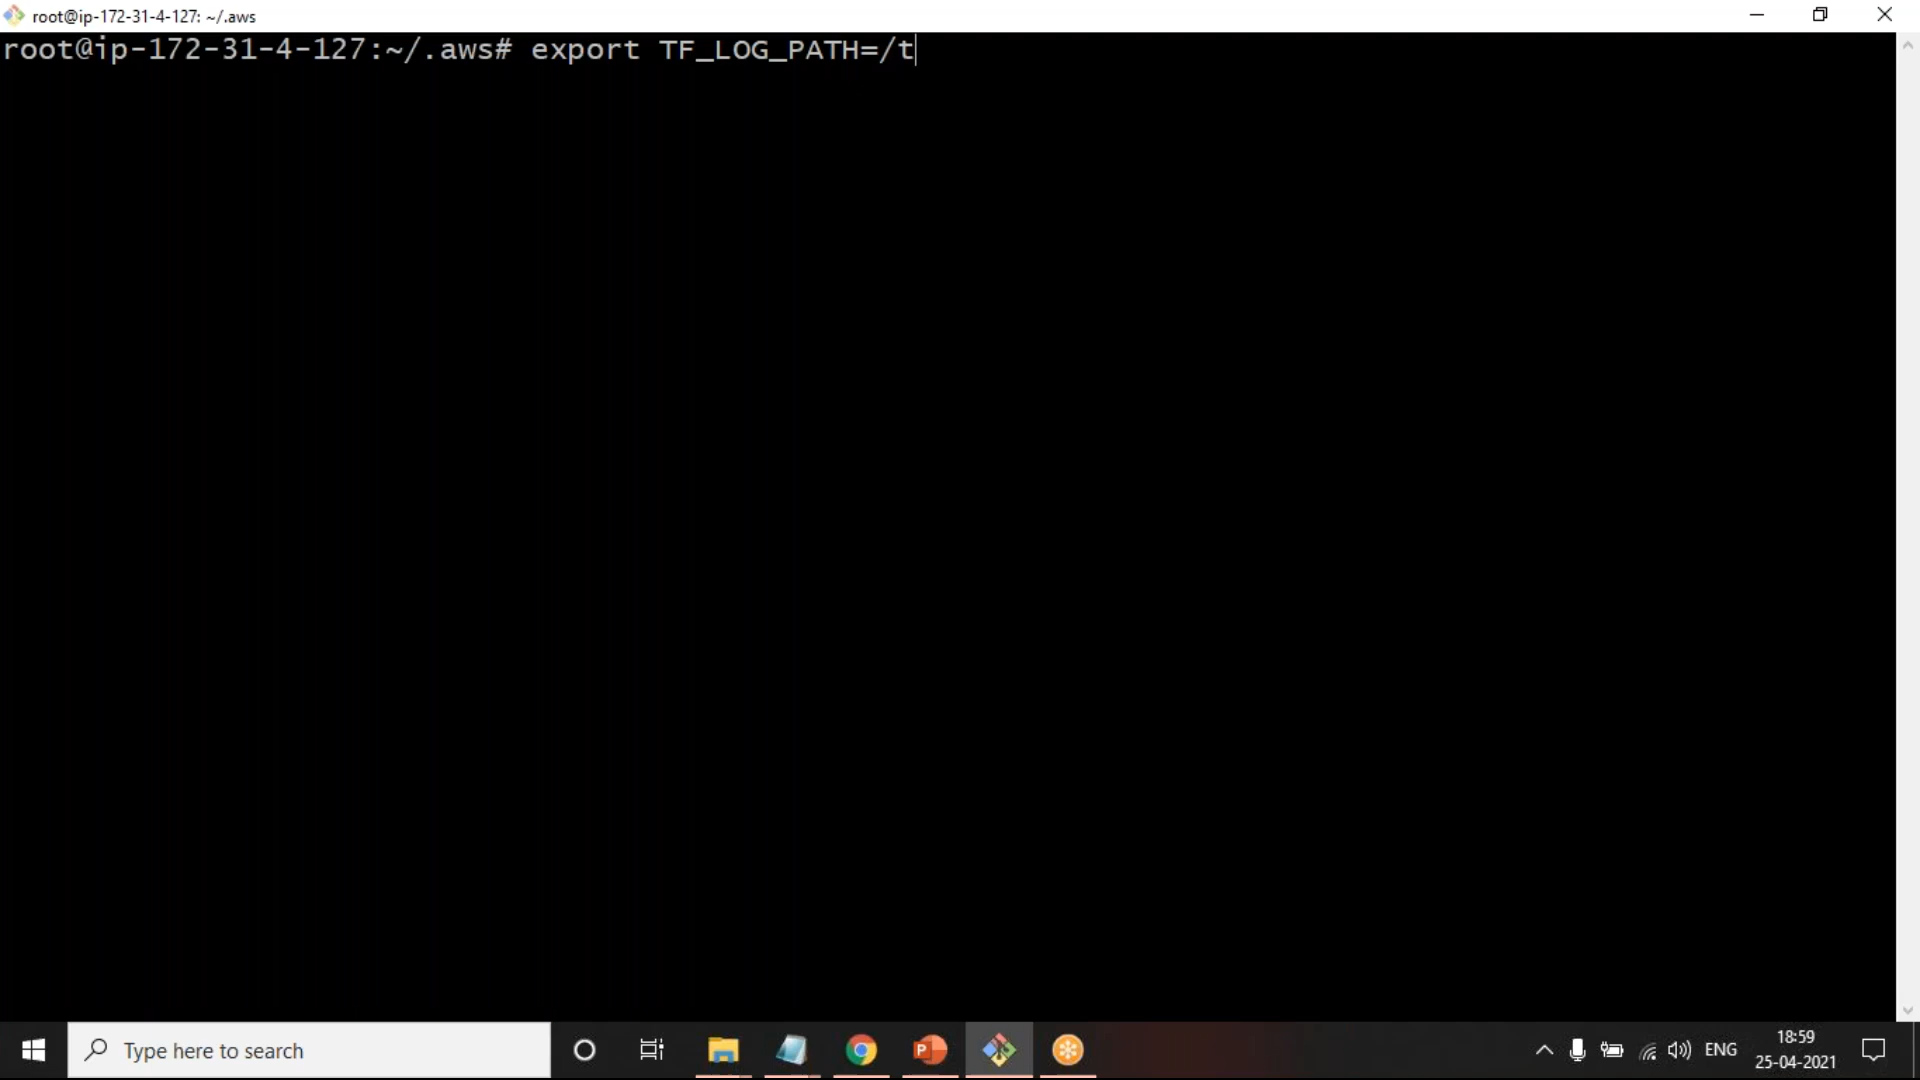 root@ip-172-31-4-127: ~/.aws
root@ip-172-31-4-127:~/.aws# export TF_LOG_PATH=/t
Type here to search
P
ENG
18:59
25-04-2021